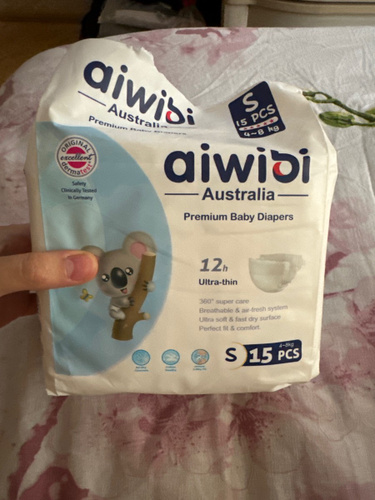 aiwibi
Australia
Premium Baby Diapers
S
15 PCS
4-8 kg
ORIGINAL
excellent
dermatest
Safety
Clinically Tested
in Germany
aiwibi
Australia
Premium Baby Diapers
12h
Ultra-thin
360° super care
Breathable & air-fresh system
Ultra soft & fast dry surface
Perfect fit & comfort
4-8kg
S 15 PCS